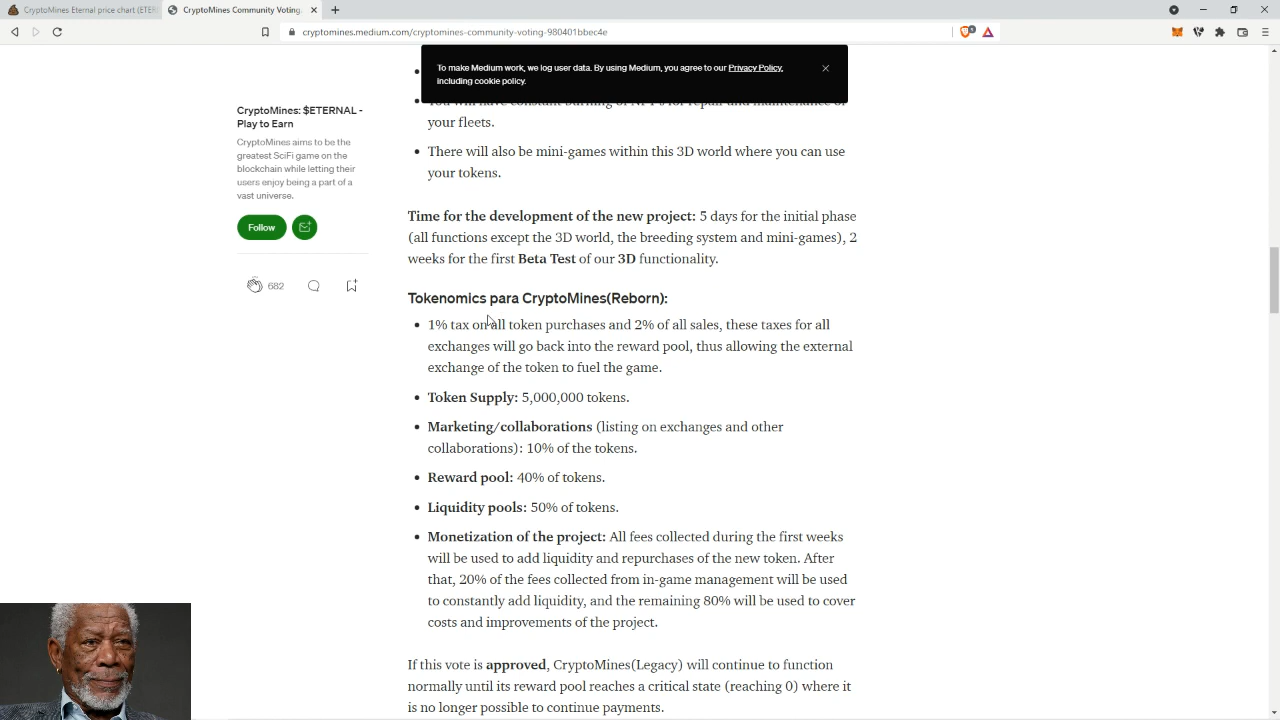 CryptoMines Eternal price chart (ETER
CryptoMines Community Voting.
cryptomines.medium.com/cryptomines-community-voting-980401bbec4e
To make Medium work, we log user data. By using Medium, you agree to our Privacy Policy,
including cookie policy.
CryptoMines: $ETERNAL -
Play to Earn
CryptoMines aims to be the
greatest SciFi game on the
blockchain while letting their
users enjoy being a part of a
vast universe.
Follow
682
You will have constant burning of NFT's for repair and maintenance of
your fleets.
There will also be mini-games within this 3D world where you can use
your tokens.
Time for the development of the new project: 5 days for the initial phase
(all functions except the 3D world, the breeding system and mini-games), 2
weeks for the first Beta Test of our 3D functionality.
Tokenomics para CryptoMines(Reborn):
1% tax on all token purchases and 2% of all sales, these taxes for all
exchanges will go back into the reward pool, thus allowing the external
exchange of the token to fuel the game.
Token Supply: 5,000,000 tokens.
Marketing/collaborations (listing on exchanges and other
collaborations): 10% of the tokens.
Reward pool: 40% of tokens.
Liquidity pools: 50% of tokens.
Monetization of the project: All fees collected during the first weeks
will be used to add liquidity and repurchases of the new token. After
that, 20% of the fees collected from in-game management will be used
to constantly add liquidity, and the remaining 80% will be used to cover
costs and improvements of the project.
If this vote is approved, CryptoMines(Legacy) will continue to function
normally until its reward pool reaches a critical state (reaching 0) where it
is no longer possible to continue payments.